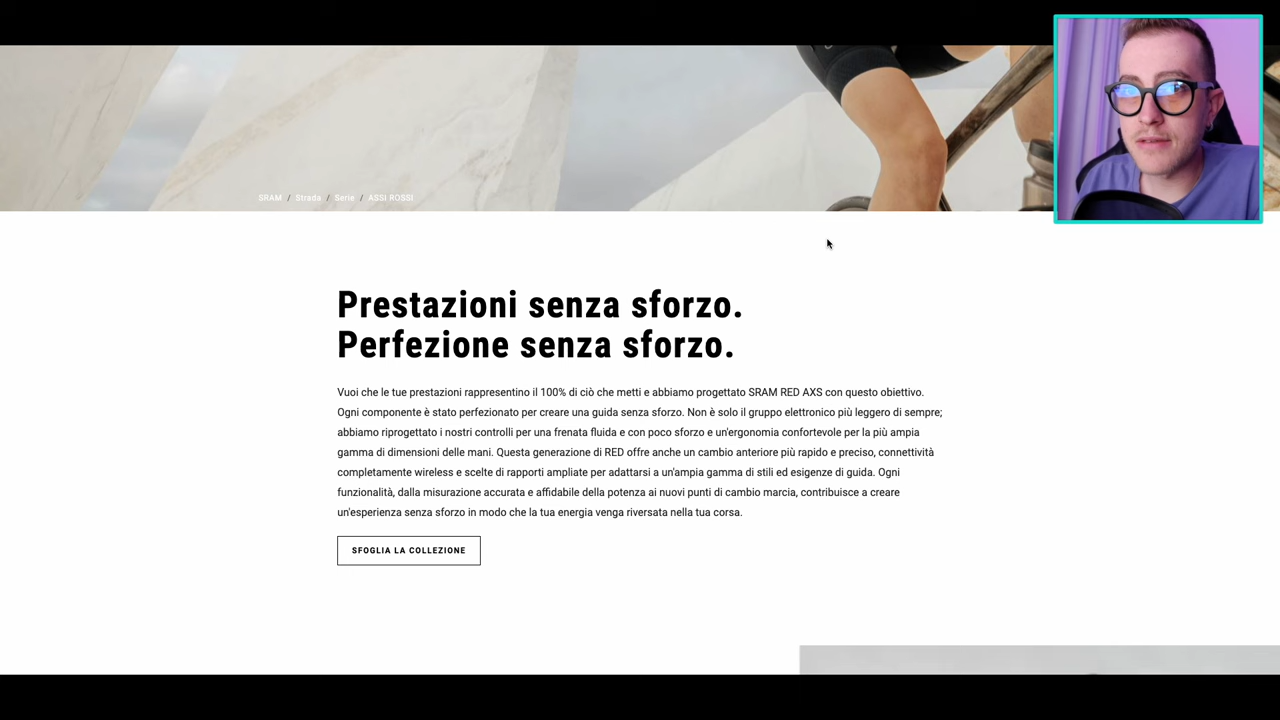 SRAM / Strada / Serie / ASSI ROSSI
Prestazioni senza sforzo.
Perfezione senza sforzo.
Vuoi che le tue prestazioni rappresentino il 100% di ciò che metti e abbiamo progettato SRAM RED AXS con questo obiettivo.
Ogni componente è stato perfezionato per creare una guida senza sforzo. Non è solo il gruppo elettronico più leggero di sempre;
abbiamo riprogettato i nostri controlli per una frenata fluida e con poco sforzo e un'ergonomia confortevole per la più ampia
gamma di dimensioni delle mani. Questa generazione di RED offre anche un cambio anteriore più rapido e preciso, connettività
completamente wireless e scelte di rapporti ampliate per adattarsi a un'ampia gamma di stili ed esigenze di guida. Ogni
funzionalità, dalla misurazione accurata e affidabile della potenza ai nuovi punti di cambio marcia, contribuisce a creare
un'esperienza senza sforzo in modo che la tua energia venga riversata nella tua corsa.
SFOGLIA LA COLLEZIONE